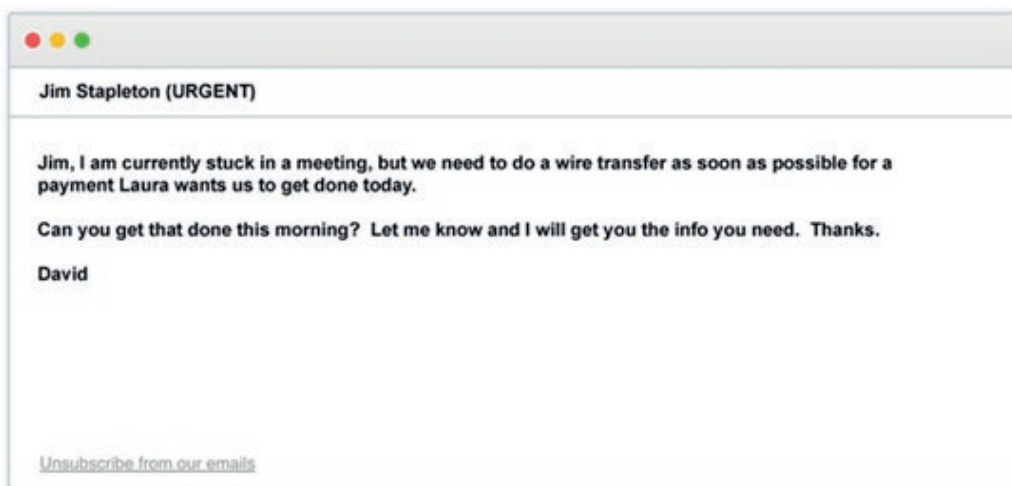 Jim Stapleton (URGENT)
Jim, I am currently stuck in a meeting, but we need to do a wire transfer as soon as possible for a
payment Laura wants us to get done today.
Can you get that done this morning?  Let me know and I will get you the info you need.  Thanks.
David
Unsubscribe from our emails